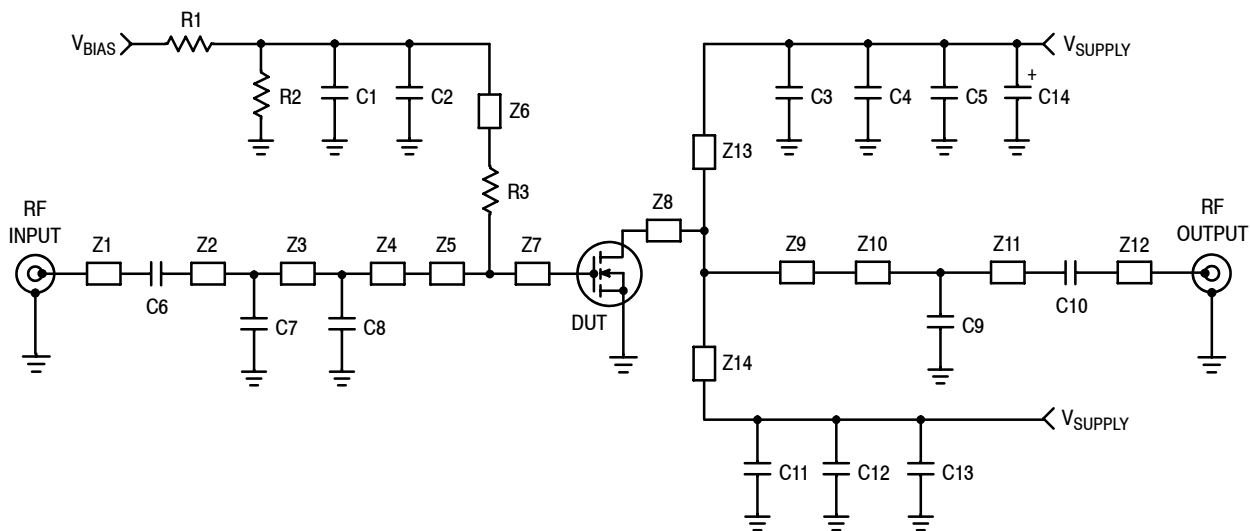 R1
V_BIAS
R2
C1
C2
Z6
R3
C3
C4
C5
+
C14
V_SUPPLY
Z13
RF
INPUT
Z1
C6
Z2
Z3
Z4
Z5
Z7
C7
C8
DUT
Z8
Z9
Z10
Z11
C10
Z12
C9
RF
OUTPUT
Z14
V_SUPPLY
C11
C12
C13